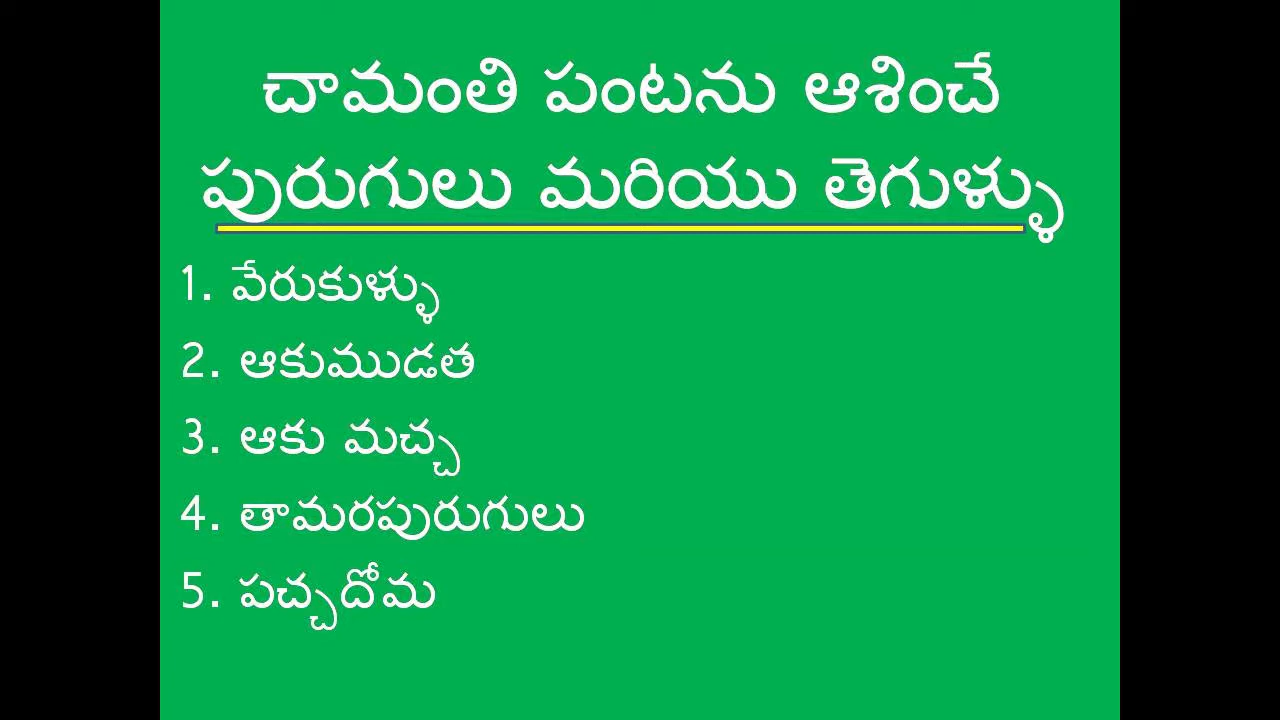 చామంతి పంటను ఆశించే
పురుగులు మరియు తెగుళ్ళు
1. వేరుకుళ్ళు
2. ఆకుముడత
3. ఆకు మచ్చ
4. తామరపురుగులు
5. పచ్చదోమ